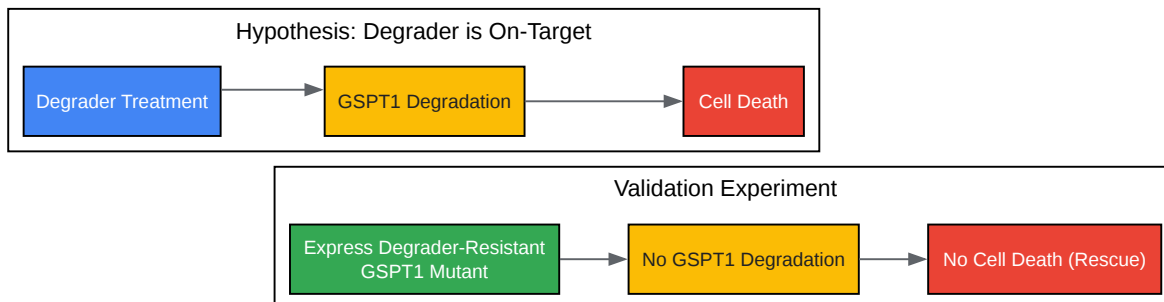 Hypothesis: Degrader is On-Target
Degrader Treatment
GSPT1 Degradation
Cell Death
Validation Experiment
Express Degrader-Resistant
GSPT1 Mutant
No GSPT1 Degradation
No Cell Death (Rescue)